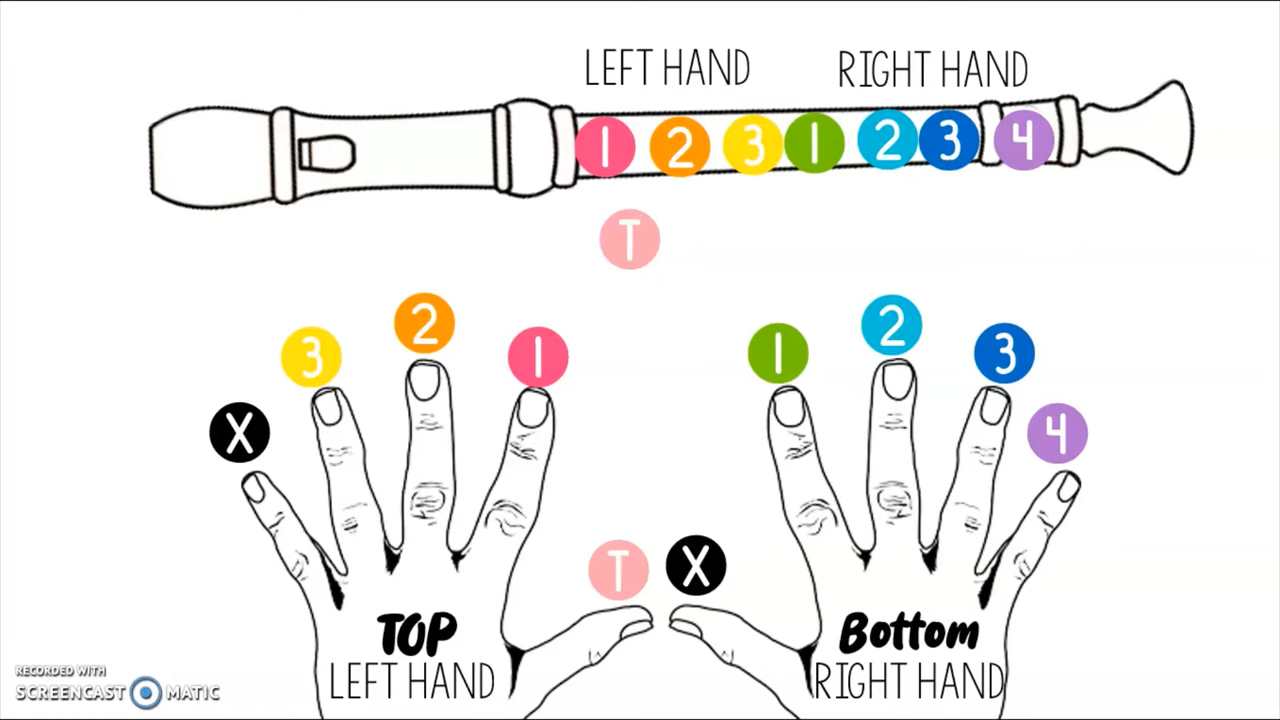 LEFT HAND RIGHT HAND
1 2 3 1 2 3 4
T
3 2 1 1 2 3
X 4
T X
TOP Bottom
LEFT HAND RIGHT HAND
RECORDED WITH
SCREENCAST MATIC